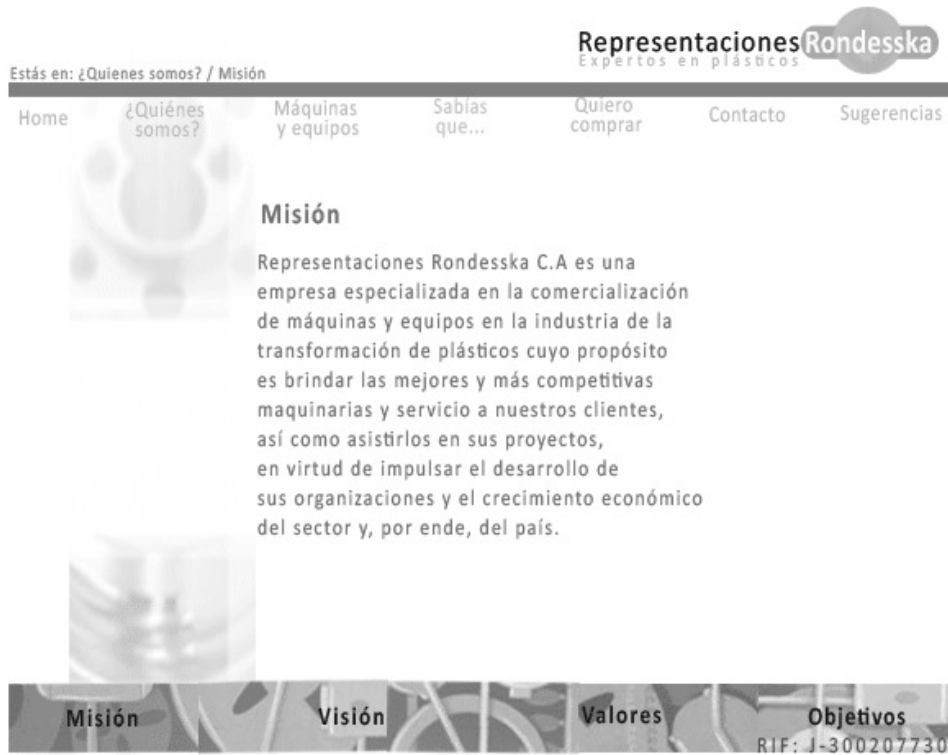 Representaciones Rondesska
Expertos en plásticos
Estás en: ¿Quienes somos? / Misión
Home
¿Quiénes
somos?
Máquinas
y equipos
Sabías
que...
Quiero
comprar
Contacto
Sugerencias
Misión
Representaciones Rondesska C.A es una
empresa especializada en la comercialización
de máquinas y equipos en la industria de la
transformación de plásticos cuyo propósito
es brindar las mejores y más competitivas
maquinarias y servicio a nuestros clientes,
así como asistirlos en sus proyectos,
en virtud de impulsar el desarrollo de
sus organizaciones y el crecimiento económico
del sector y, por ende, del país.
Misión
Visión
Valores
Objetivos
RIF: J-300207730